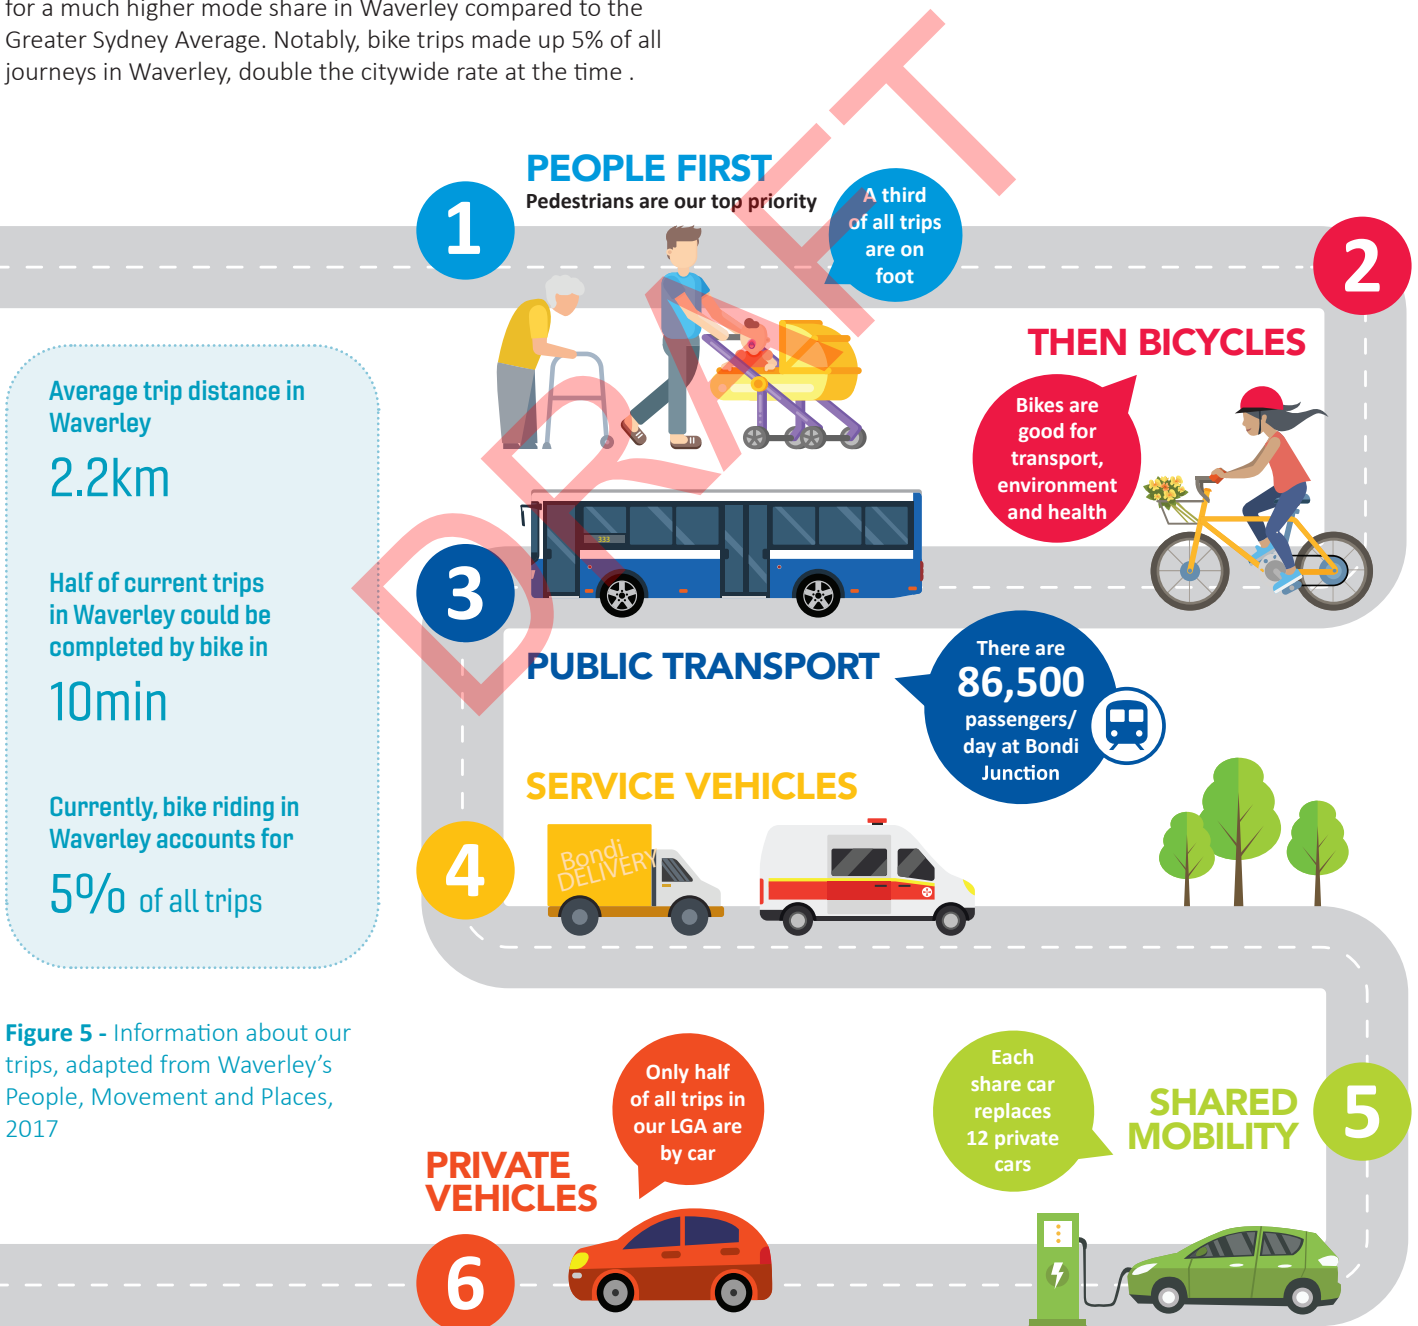 for a much higher mode share in Waverley compared to the
Greater Sydney Average. Notably, bike trips made up 5% of all
journeys in Waverley, double the citywide rate at the time .
1
PEOPLE FIRST
Pedestrians are our top priority
A third
of all trips
are on
foot
2
THEN BICYCLES
Bikes are
good for
transport,
environment
and health
Average trip distance in
Waverley
2.2km
Half of current trips
in Waverley could be
completed by bike in
10min
Currently, bike riding in
Waverley accounts for
5% of all trips
333
3
PUBLIC TRANSPORT
There are
86,500
passengers/
day at Bondi
Junction
SERVICE VEHICLES
4
Bondi
DELIVERY
Figure 5 - Information about our
trips, adapted from Waverley's
People, Movement and Places,
2017
Each
share car
replaces
12 private
cars
SHARED
MOBILITY
5
Only half
of all trips in
our LGA are
by car
PRIVATE
VEHICLES
6
DRAFT